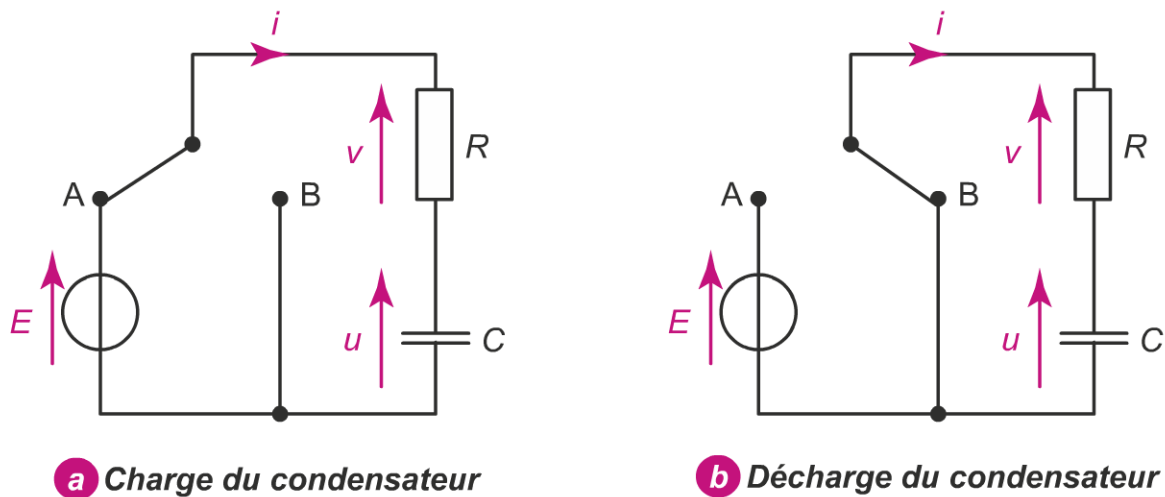 i
A
B
v
R
E
u
C
a Charge du condensateur
i
A
B
v
R
E
u
C
b Décharge du condensateur